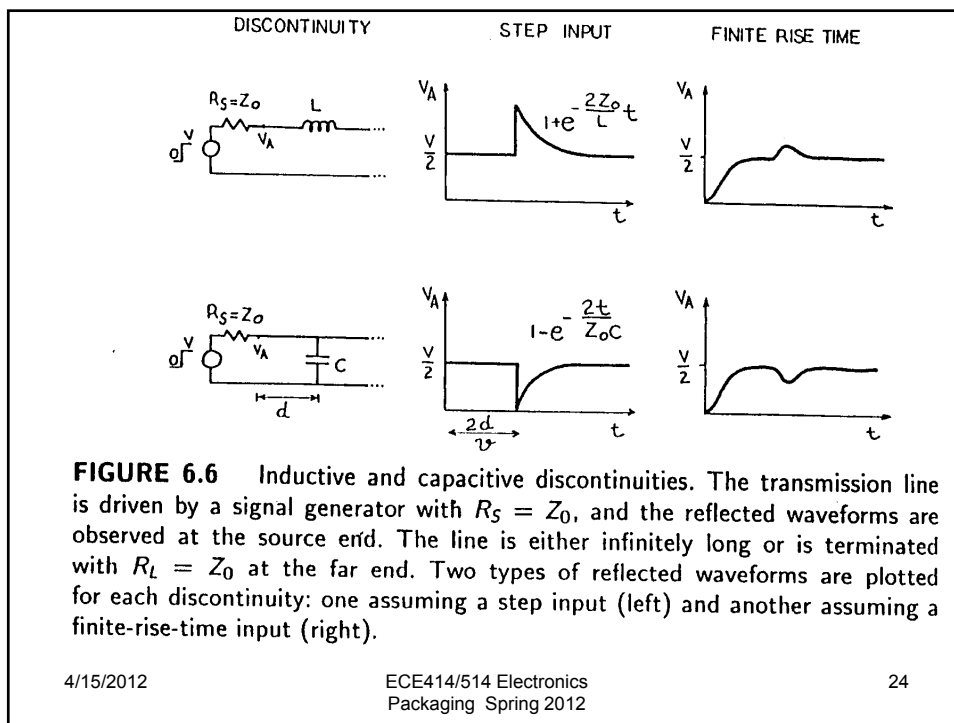 DISCONTINUITY STEP INPUT FINITE RISE TIME
R_S=Z_0 L
V
0
V_A
V_A
V/2
1+e^{-\frac{2Z_0}{L}t}
t
V_A
V/2
t
R_S=Z_0
V
0
V_A
C
d
V_A
V/2
1-e^{-\frac{2t}{Z_0C}}
2d/v
t
V_A
V/2
t
FIGURE 6.6 Inductive and capacitive discontinuities. The transmission line
is driven by a signal generator with R_S = Z_0, and the reflected waveforms are
observed at the source end. The line is either infinitely long or is terminated
with R_L = Z_0 at the far end. Two types of reflected waveforms are plotted
for each discontinuity: one assuming a step input (left) and another assuming a
finite-rise-time input (right).
4/15/2012 ECE414/514 Electronics 24
Packaging Spring 2012